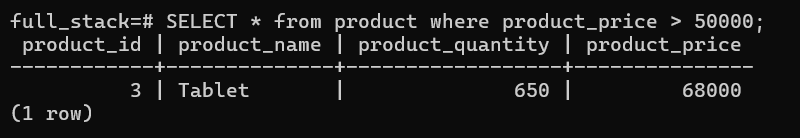 full_stack=# SELECT * from product where product_price > 50000;
 product_id | product_name | product_quantity | product_price
------------+--------------+------------------+---------------
          3 | Tablet       |              650 |         68000
(1 row)